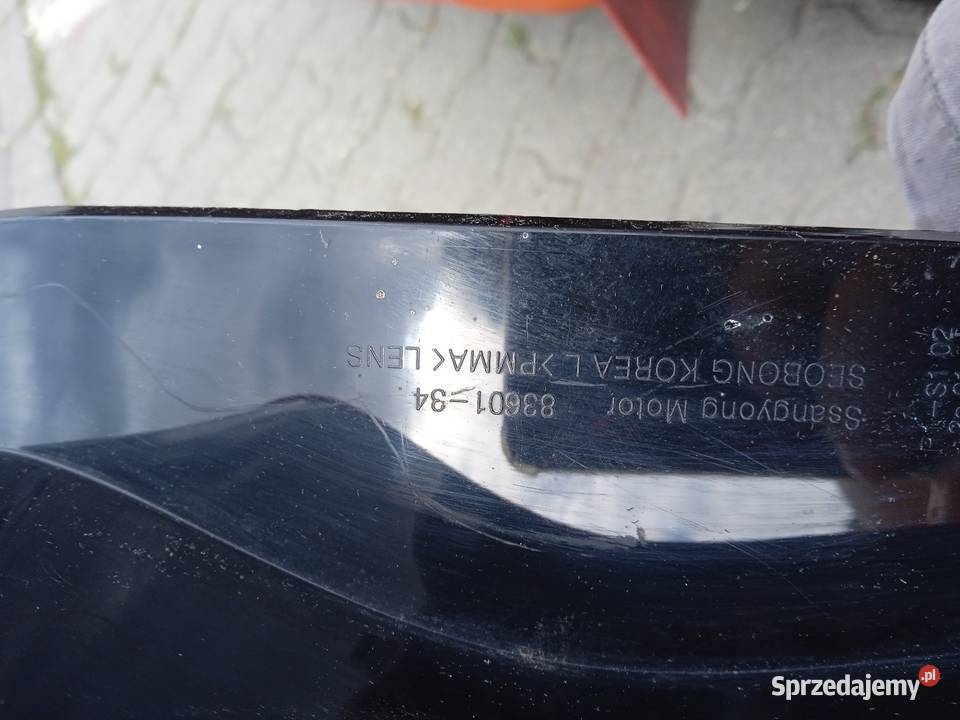 Ssangyong Motor 83601-34
SEOBONG KOREA L >PMMA< LENS
Sprzedajemy.pl